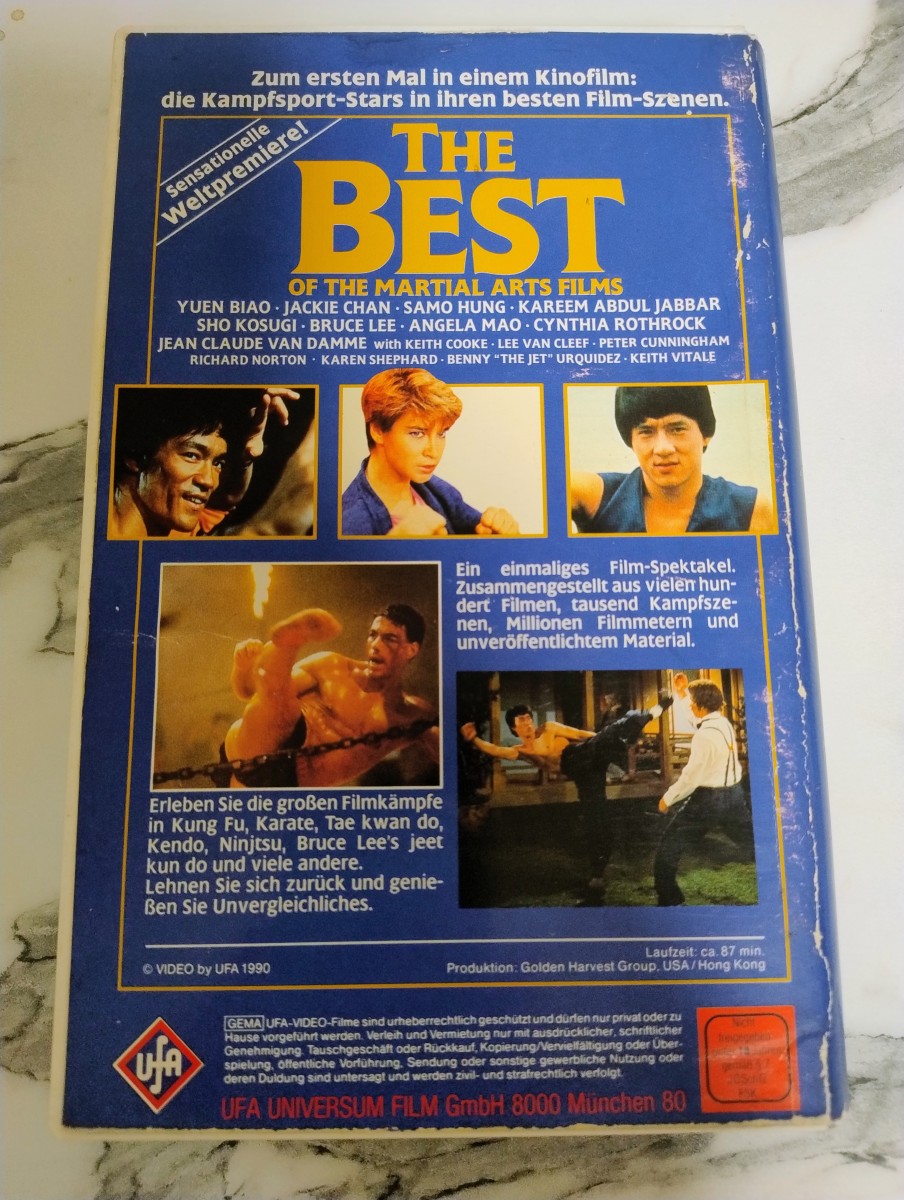 Zum ersten Mal in einem Kinofilm:
die Kampfsport-Stars in ihren besten Film-Szenen.
Sensationelle
Weltpremiere!
THE
BEST
OF THE MARTIAL ARTS FILMS
YUEN BIAO · JACKIE CHAN · SAMO HUNG · KAREEM ABDUL JABBAR
SHO KOSUGI · BRUCE LEE · ANGELA MAO · CYNTHIA ROTHROCK
JEAN CLAUDE VAN DAMME with KEITH COOKE · LEE VAN CLEEF · PETER CUNNINGHAM
RICHARD NORTON · KAREN SHEPHARD · BENNY "THE JET" URQUIDEZ · KEITH VITALE
Ein einmaliges Film-Spektakel.
Zusammengestellt aus vielen hun-
dert Filmen, tausend Kampfsze-
nen, Millionen Filmmetern und
unveröffentlichtem Material.
Erleben Sie die großen Filmkämpfe
in Kung Fu, Karate, Tae kwan do,
Kendo, Ninjtsu, Bruce Lee's jeet
kun do und viele andere.
Lehnen Sie sich zurück und genie-
ßen Sie Unvergleichliches.
Laufzeit: ca. 87 min.
© VIDEO by UFA 1990
Produktion: Golden Harvest Group, USA/Hong Kong
GEMA UFA-VIDEO-Filme sind urheberrechtlich geschützt und dürfen nur privat oder zu
Hause vorgeführt werden. Verleih und Vermietung nur mit ausdrücklicher, schriftlicher
Genehmigung. Tauschgeschäft oder Rückkauf, Kopierung/Vervielfältigung oder Über-
spielung, öffentliche Vorführung, Sendung oder sonstige gewerbliche Nutzung oder
deren Duldung sind untersagt und werden zivil- und strafrechtlich verfolgt.
UFA
UFA UNIVERSUM FILM GmbH 8000 München 80
Nicht
freigegeben
unter 18
gemäß § 7
JÖSchG
FSK